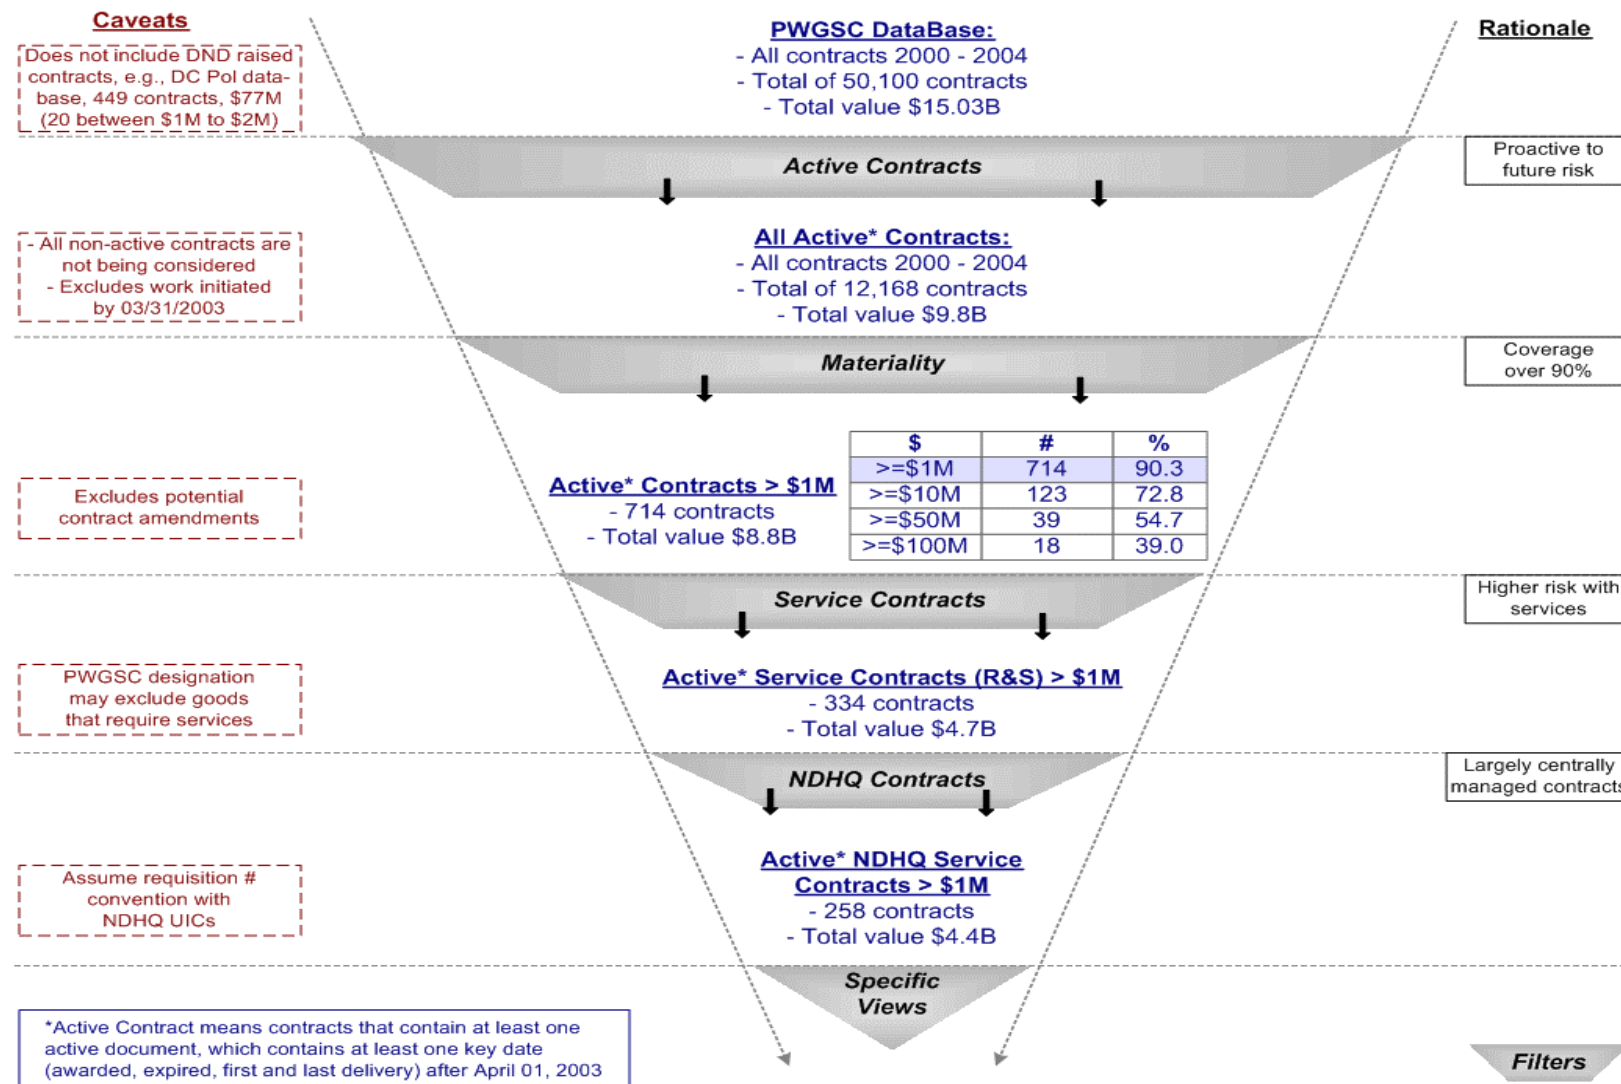 Caveats
Does not include DND raised
contracts, e.g., DC Pol data-
base, 449 contracts, $77M
(20 between $1M to $2M)
PWGSC DataBase:
- All contracts 2000 - 2004
- Total of 50,100 contracts
- Total value $15.03B
Rationale
Active Contracts
Proactive to
future risk
- All non-active contracts are
not being considered
- Excludes work initiated
by 03/31/2003
All Active* Contracts:
- All contracts 2000 - 2004
- Total of 12,168 contracts
- Total value $9.8B
Materiality
Coverage
over 90%
Excludes potential
contract amendments
Active* Contracts > $1M
- 714 contracts
- Total value $8.8B
$ # %
>=$1M 714 90.3
>=$10M 123 72.8
>=$50M 39 54.7
>=$100M 18 39.0
Service Contracts
Higher risk with
services
PWGSC designation
may exclude goods
that require services
Active* Service Contracts (R&S) > $1M
- 334 contracts
- Total value $4.7B
NDHQ Contracts
Largely centrally
managed contracts
Assume requisition #
convention with
NDHQ UICs
Active* NDHQ Service
Contracts > $1M
- 258 contracts
- Total value $4.4B
Specific
Views
*Active Contract means contracts that contain at least one
active document, which contains at least one key date
(awarded, expired, first and last delivery) after April 01, 2003
Filters